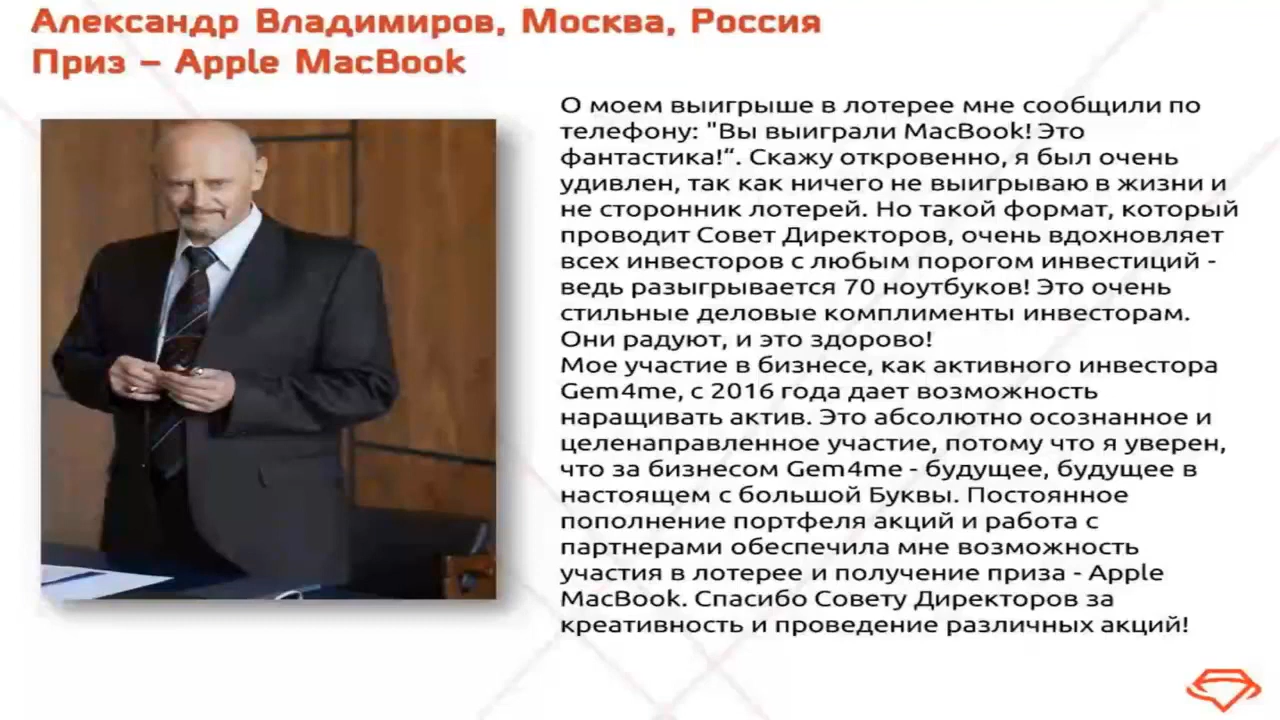 Александр Владимиров, Москва, Россия
Приз – Apple MacBook
О моем выигрыше в лотерее мне сообщили по
телефону: "Вы выиграли MacBook! Это
фантастика!“. Скажу откровенно, я был очень
удивлен, так как ничего не выигрываю в жизни и
не сторонник лотерей. Но такой формат, который
проводит Совет Директоров, очень вдохновляет
всех инвесторов с любым порогом инвестиций -
ведь разыгрывается 70 ноутбуков! Это очень
стильные деловые комплименты инвесторам.
Они радуют, и это здорово!
Мое участие в бизнесе, как активного инвестора
Gem4me, с 2016 года дает возможность
наращивать актив. Это абсолютно осознанное и
целенаправленное участие, потому что я уверен,
что за бизнесом Gem4me - будущее, будущее в
настоящем с большой Буквы. Постоянное
пополнение портфеля акций и работа с
партнерами обеспечила мне возможность
участия в лотерее и получение приза - Apple
MacBook. Спасибо Совету Директоров за
креативность и проведение различных акций!